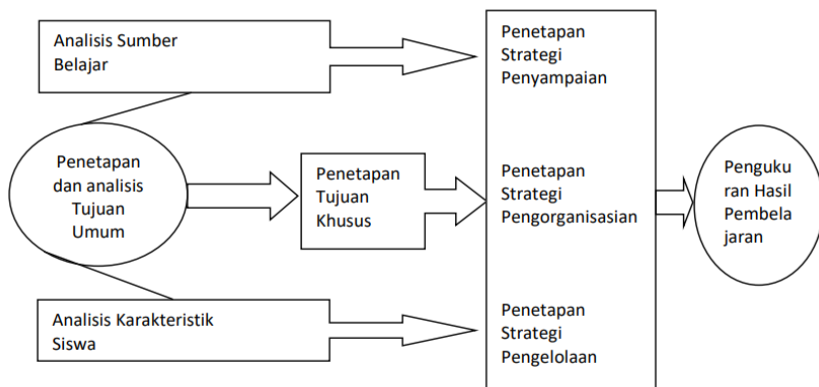 Analisis Sumber
Belajar
Penetapan
Strategi
Penyampaian
Penetapan
dan analisis
Tujuan
Umum
Penetapan
Tujuan
Khusus
Penetapan
Strategi
Pengorganisasian
Penguku
ran Hasil
Pembela
jaran
Analisis Karakteristik
Siswa
Penetapan
Strategi
Pengelolaan